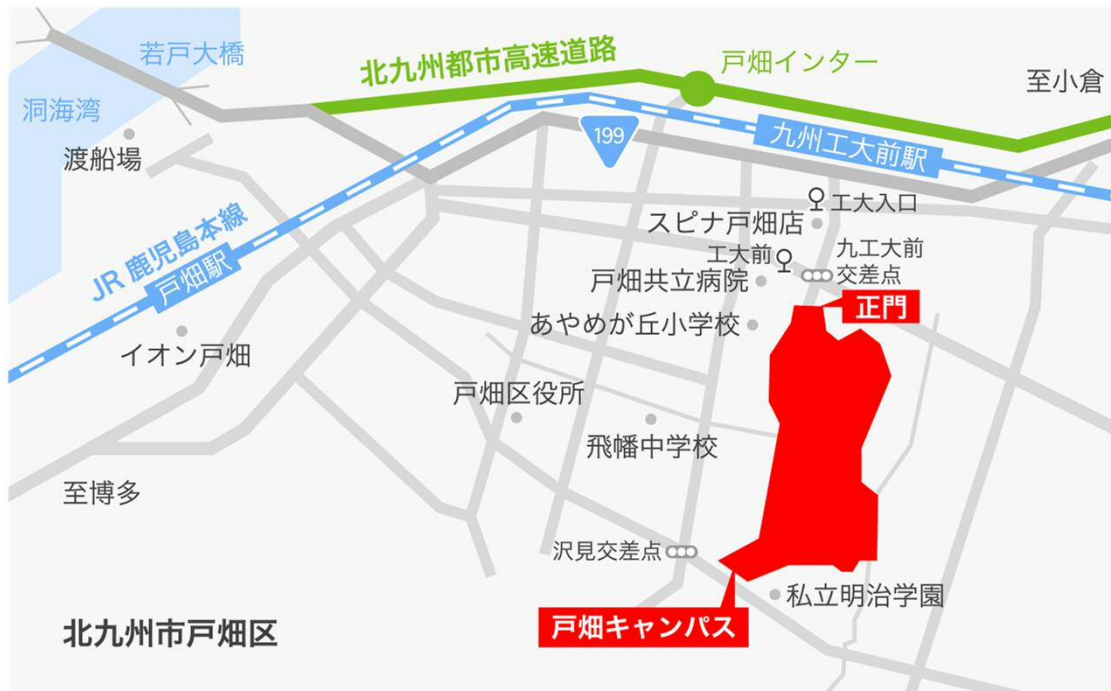 若戸大橋
北九州都市高速道路
戸畑インター
至小倉
洞海湾
199
九州工大前駅
渡船場
工大入口
スピナ戸畑店
JR 鹿児島本線
工大前
九工大前
交差点
戸畑駅
戸畑共立病院
正門
あやめが丘小学校
イオン戸畑
戸畑区役所
飛幡中学校
至博多
沢見交差点
私立明治学園
戸畑キャンパス
北九州市戸畑区